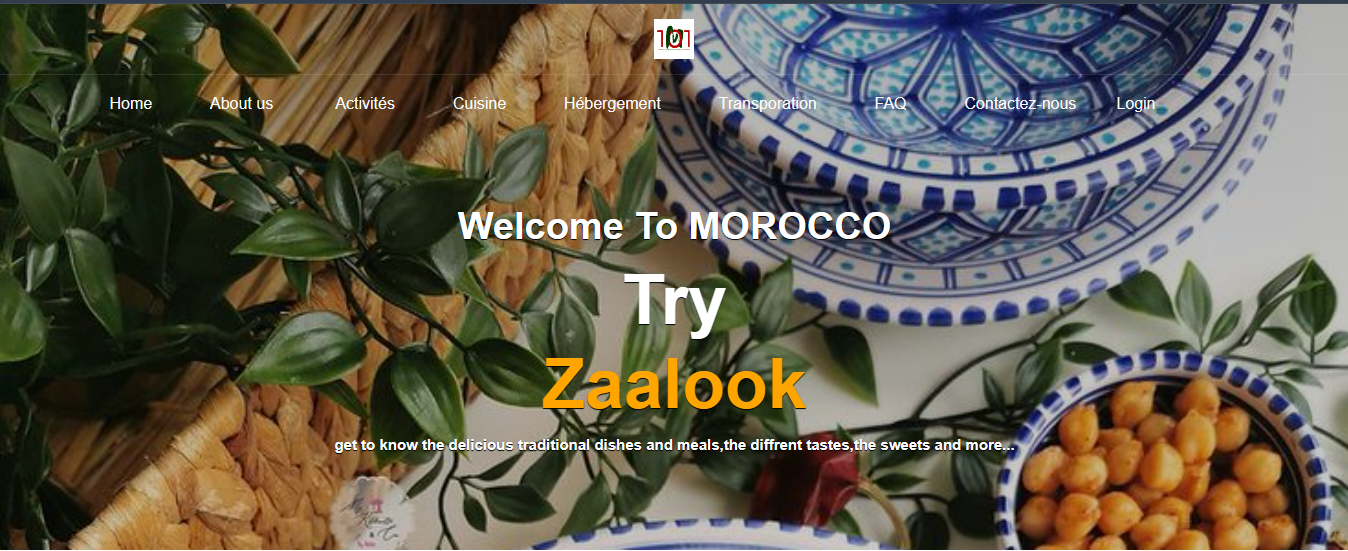 Home About us Activités Cuisine Hébergement Transporation FAQ Contactez-nous Login
Welcome To MOROCCO
Try
Zaalook
get to know the delicious traditional dishes and meals,the diffrent tastes,the sweets and more...